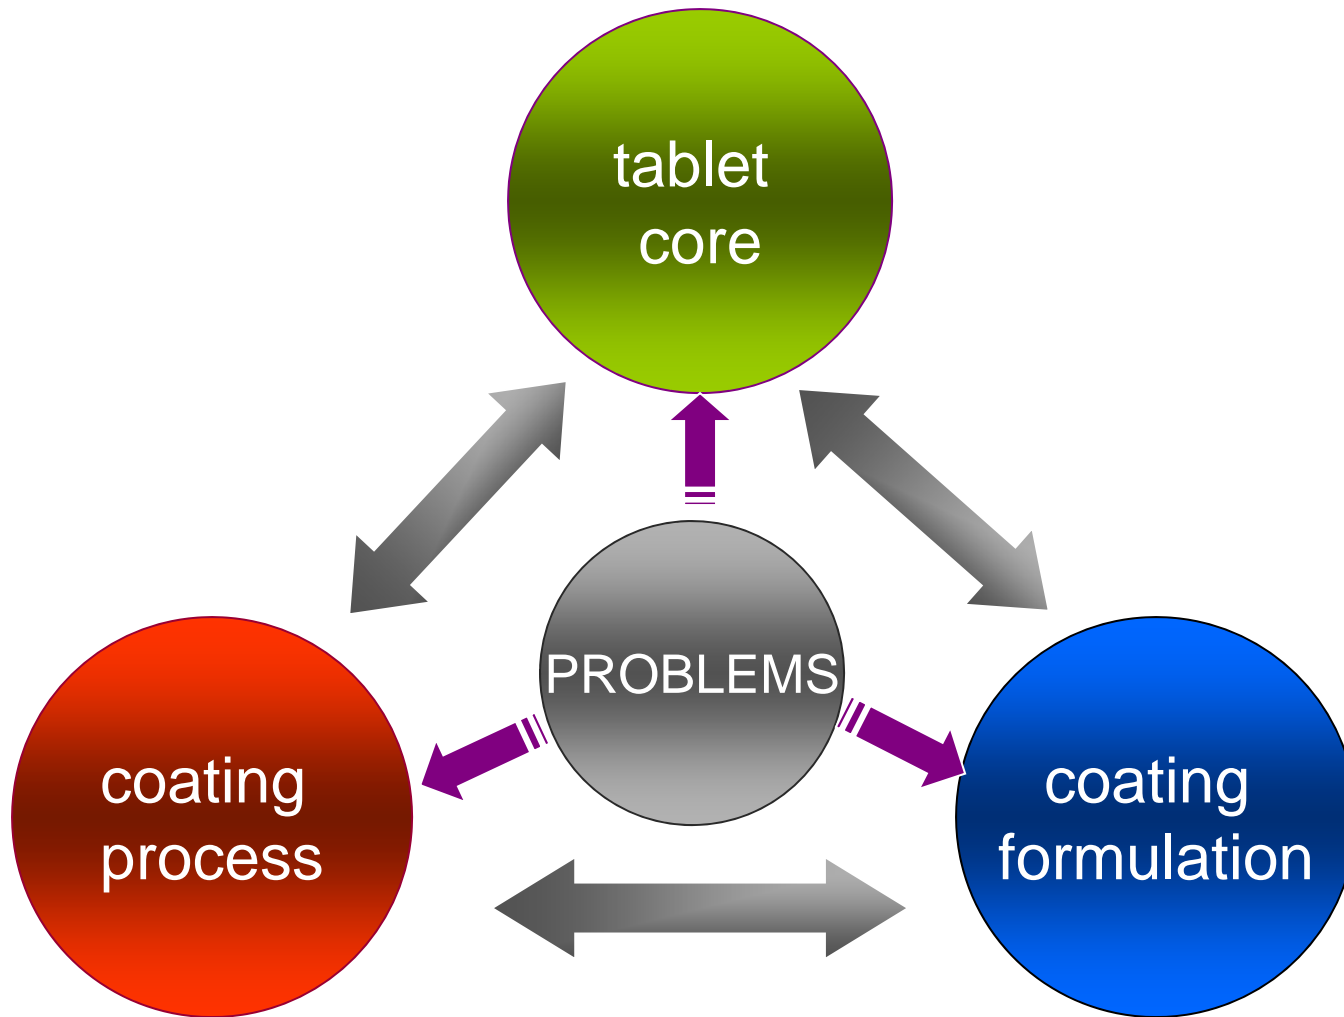 tablet
core
PROBLEMS
coating
process
coating
formulation